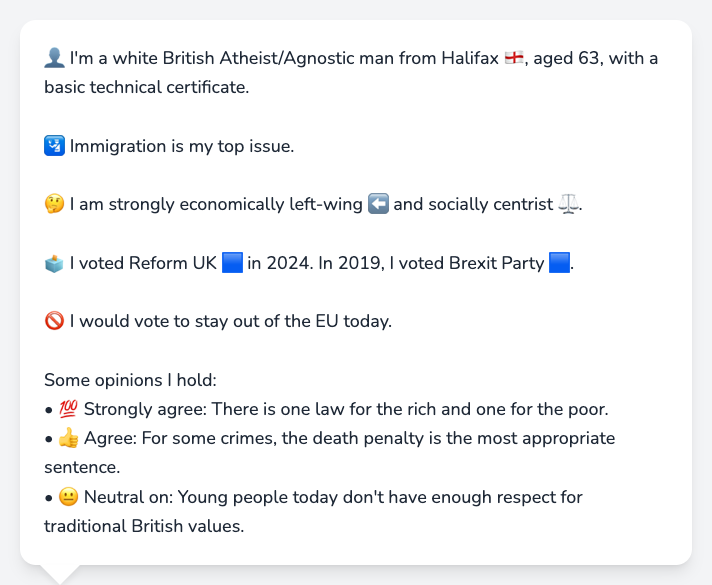 👤 I'm a white British Atheist/Agnostic man from Halifax 🏴󠁧󠁢󠁥󠁮󠁧󠁿, aged 63, with a
basic technical certificate.
🛂 Immigration is my top issue.
🤔 I am strongly economically left-wing ⬅️ and socially centrist ⚖️.
🗳️ I voted Reform UK 🟦 in 2024. In 2019, I voted Brexit Party 🟦.
🚫 I would vote to stay out of the EU today.
Some opinions I hold:
• 💯 Strongly agree: There is one law for the rich and one for the poor.
• 👍 Agree: For some crimes, the death penalty is the most appropriate
sentence.
• 😐 Neutral on: Young people today don't have enough respect for
traditional British values.